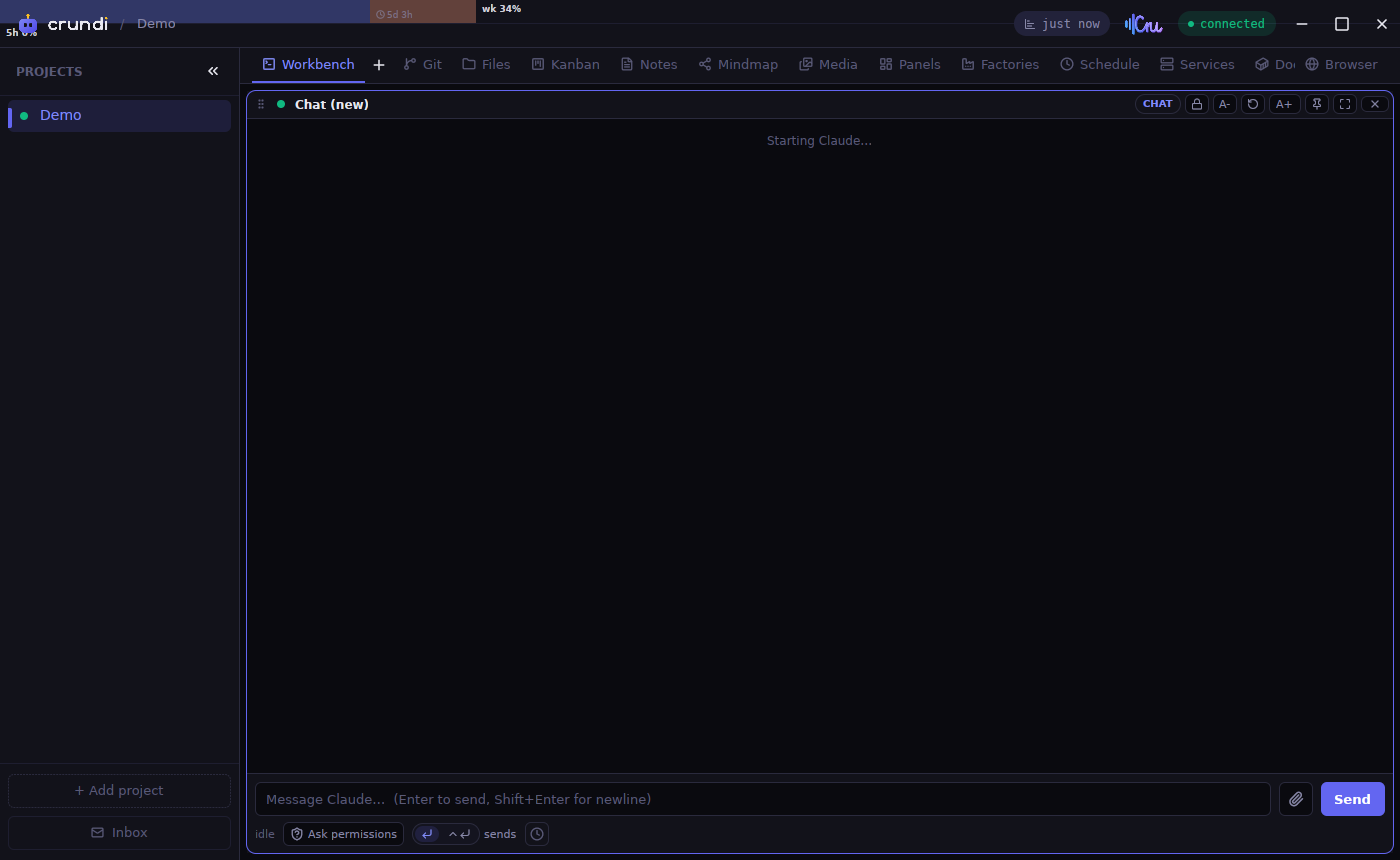 5d 3h
wk 34%
crundi / Demo
just now
Cru
connected
PROJECTS
Workbench
Git
Files
Kanban
Notes
Mindmap
Media
Panels
Factories
Schedule
Services
Doc
Browser
Demo
Chat (new)
CHAT
A-
A+
Starting Claude...
Message Claude... (Enter to send, Shift+Enter for newline)
Send
idle
Ask permissions
sends
+ Add project
Inbox